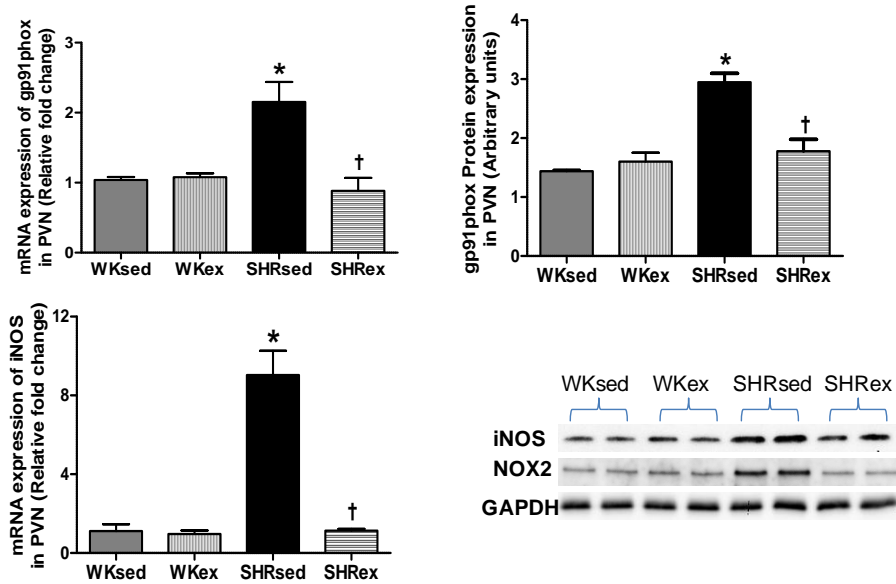 mRNA expression of gp91phox
in PVN (Relative fold change)
3
2
1
0
*
†
WKsed WKex SHRsed SHRex
gp91phox Protein expression
in PVN (Arbitrary units)
4
3
2
1
0
*
†
WKsed WKex SHRsed SHRex
mRNA expression of iNOS
in PVN (Relative fold change)
12
8
4
0
*
†
WKsed WKex SHRsed SHRex
WKsed WKex SHRsed SHRex
iNOS
NOX2
GAPDH